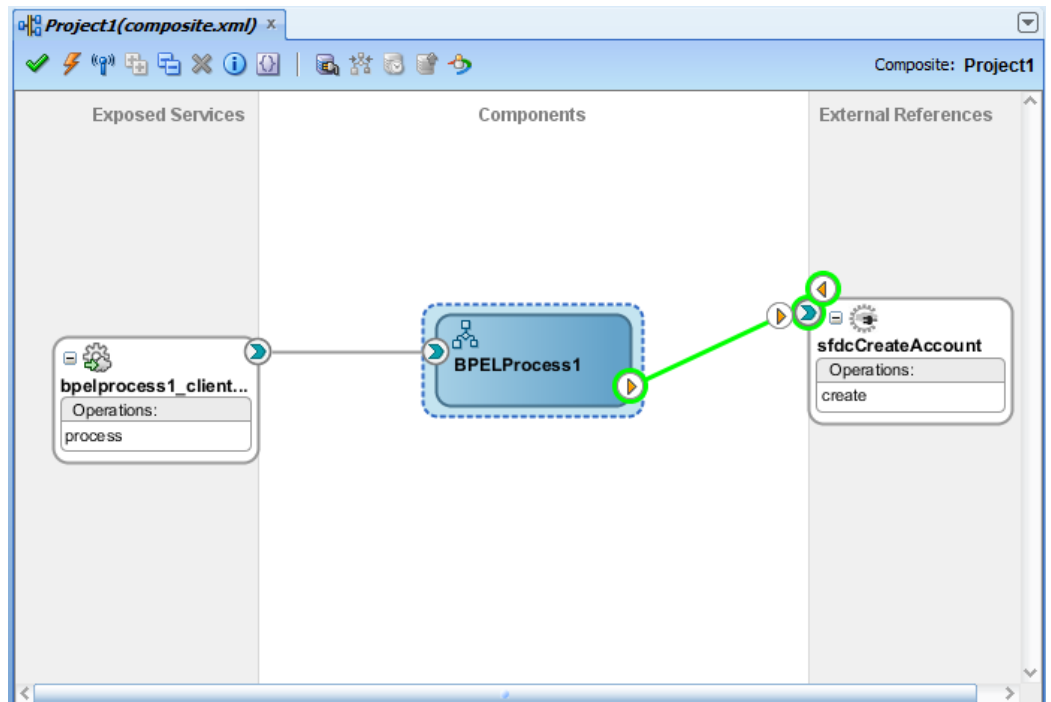 Project1(composite.xml)
Composite: Project1
Exposed Services
Components
External References
bpelprocess1_client...
Operations:
process
BPELProcess1
sfdcCreateAccount
Operations:
create